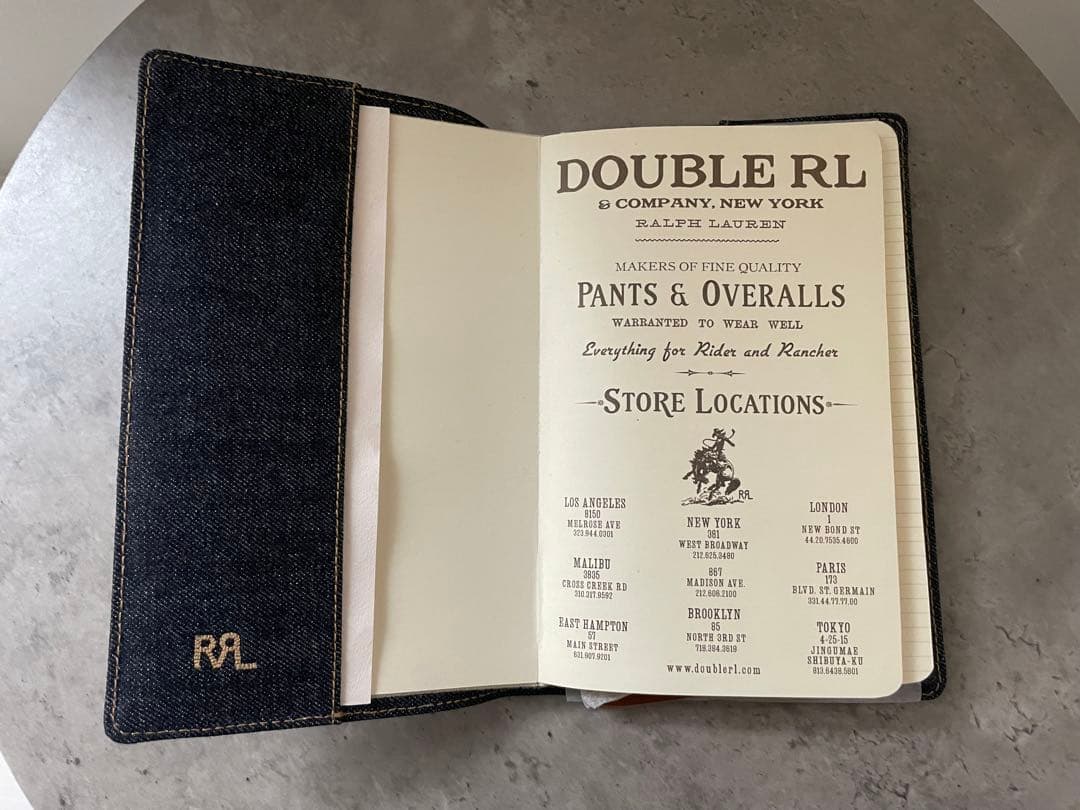 RRL
DOUBLE RL
& COMPANY, NEW YORK
RALPH LAUREN
MAKERS OF FINE QUALITY
PANTS & OVERALLS
WARRANTED TO WEAR WELL
Everything for Rider and Rancher
STORE LOCATIONS
RRL
LOS ANGELES
8150
MELROSE AVE
323.944.0301
MALIBU
3835
CROSS CREEK RD
310.317.9592
EAST HAMPTON
57
MAIN STREET
631.907.9201
NEW YORK
381
WEST BROADWAY
212.625.3480
867
MADISON AVE.
212.606.2100
BROOKLYN
85
NORTH 3RD ST
718.384.3619
www.doublerl.com
LONDON
1
NEW BOND ST
44.20.7535.4600
PARIS
173
BLVD. ST. GERMAIN
331.44.77.77.00
TOKYO
4-25-15
JINGUMAE
SHIBUYA-KU
813.6438.5801